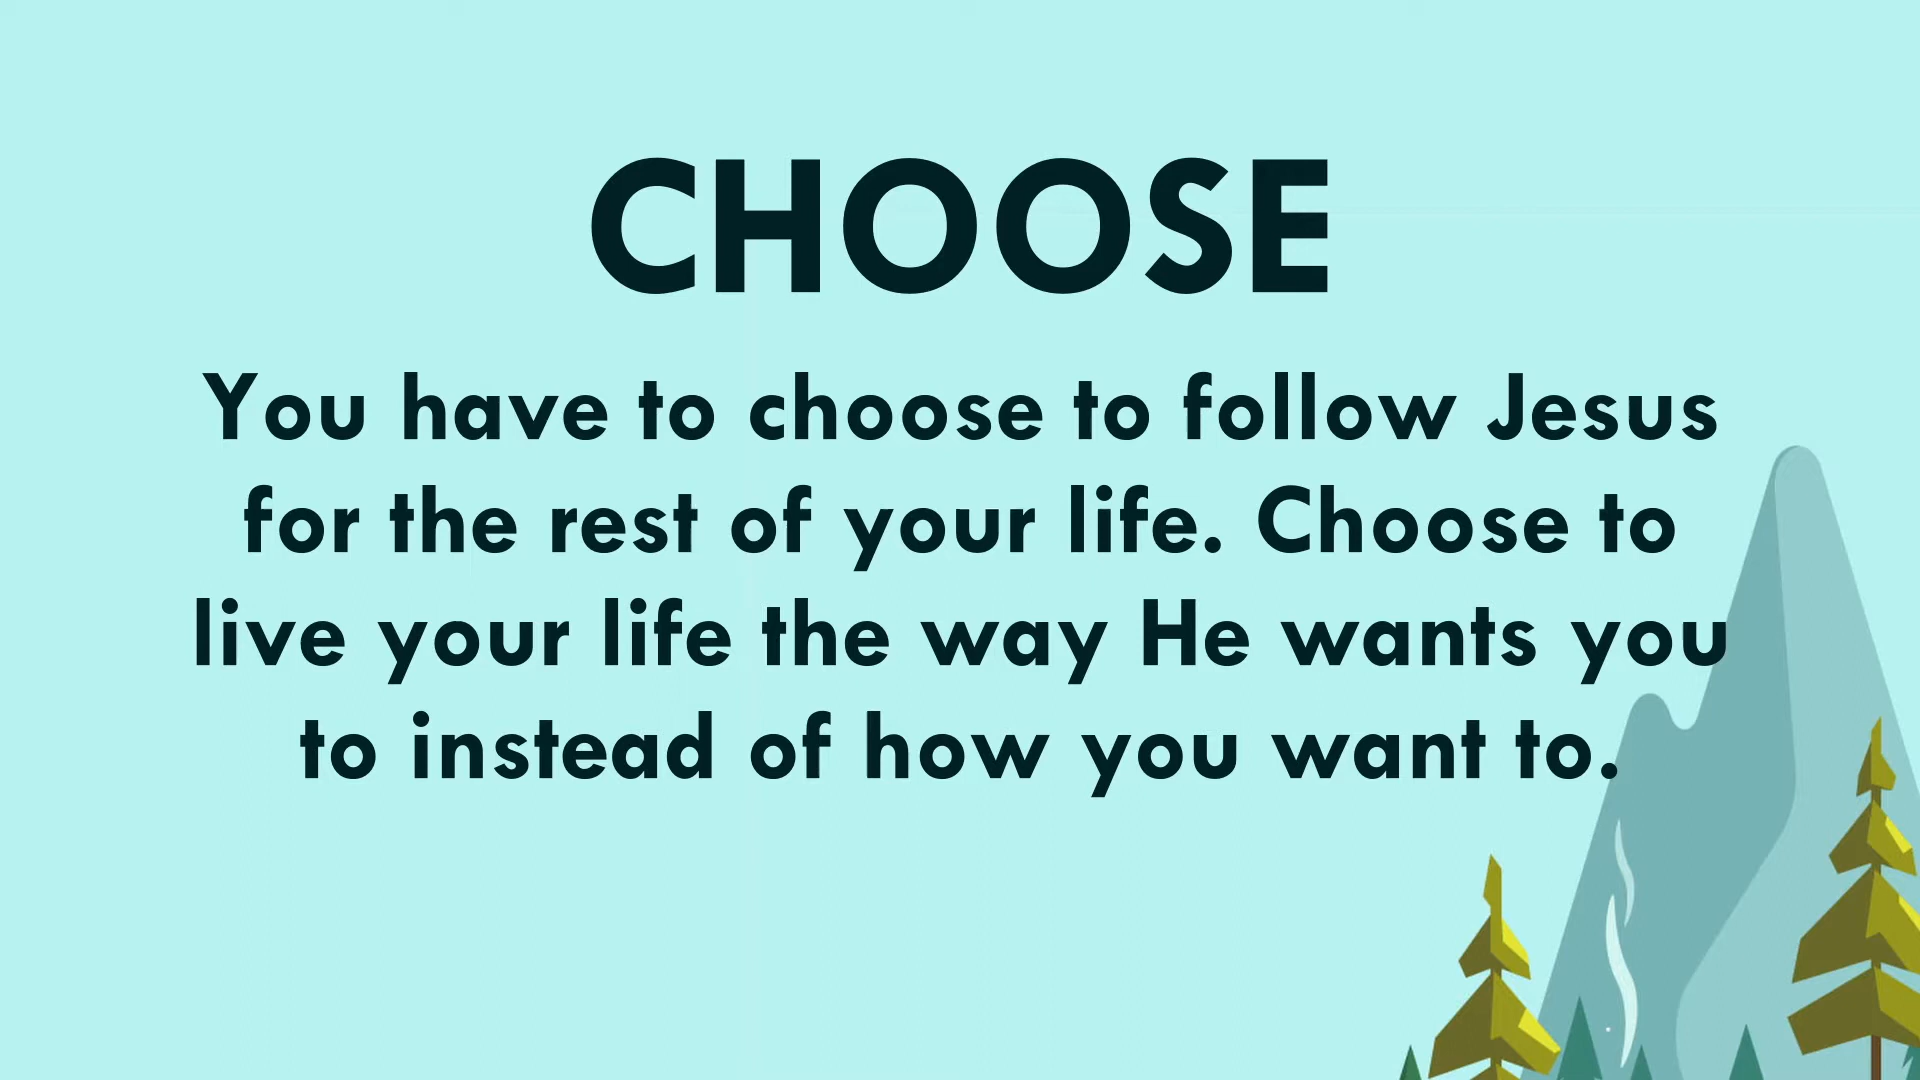 CHOOSE
You have to choose to follow Jesus
for the rest of your life. Choose to
live your life the way He wants you
to instead of how you want to.